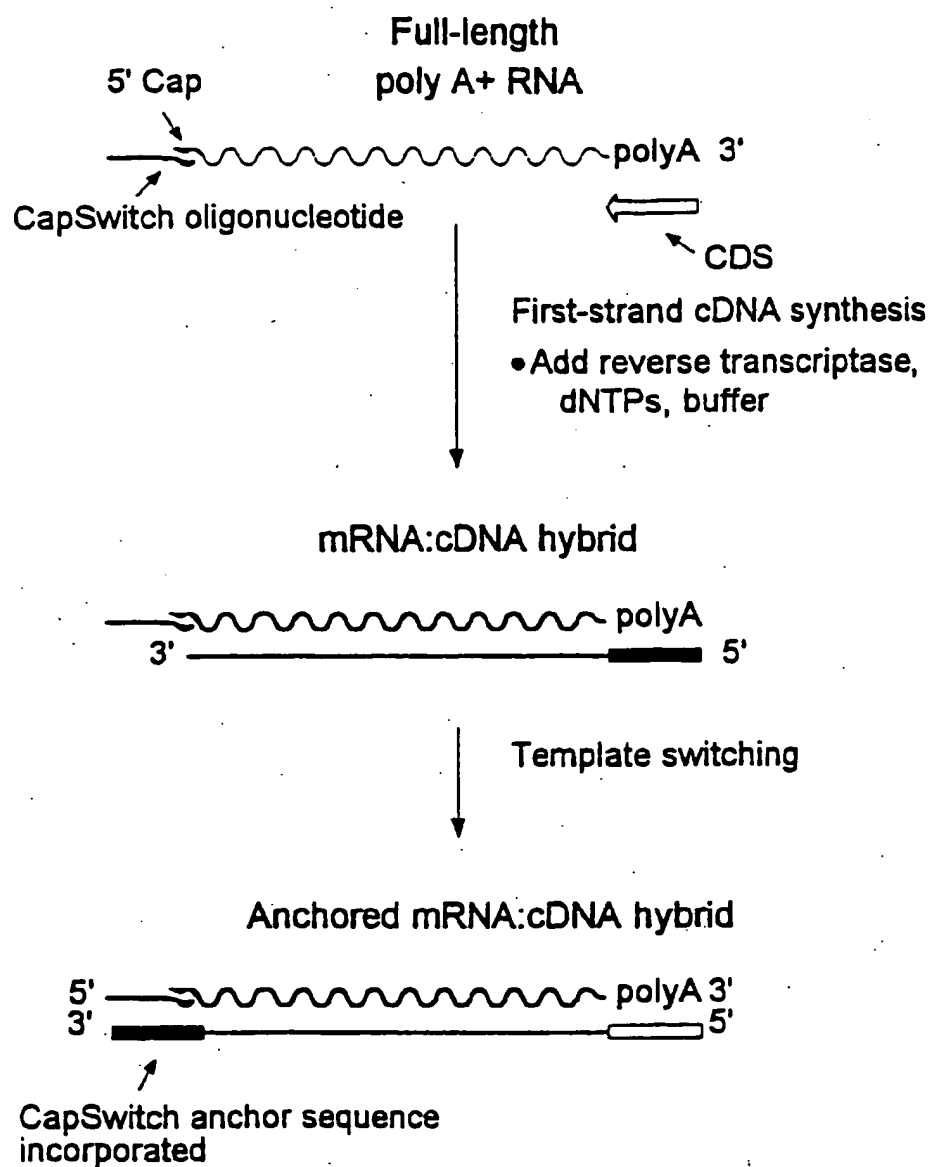 Full-length
poly A+ RNA
5' Cap
polyA 3'
CapSwitch oligonucleotide
CDS
First-strand cDNA synthesis
•Add reverse transcriptase,
dNTPs, buffer
mRNA:cDNA hybrid
polyA
3' 5'
Template switching
Anchored mRNA:cDNA hybrid
5' polyA 3'
3' 5'
CapSwitch anchor sequence
incorporated